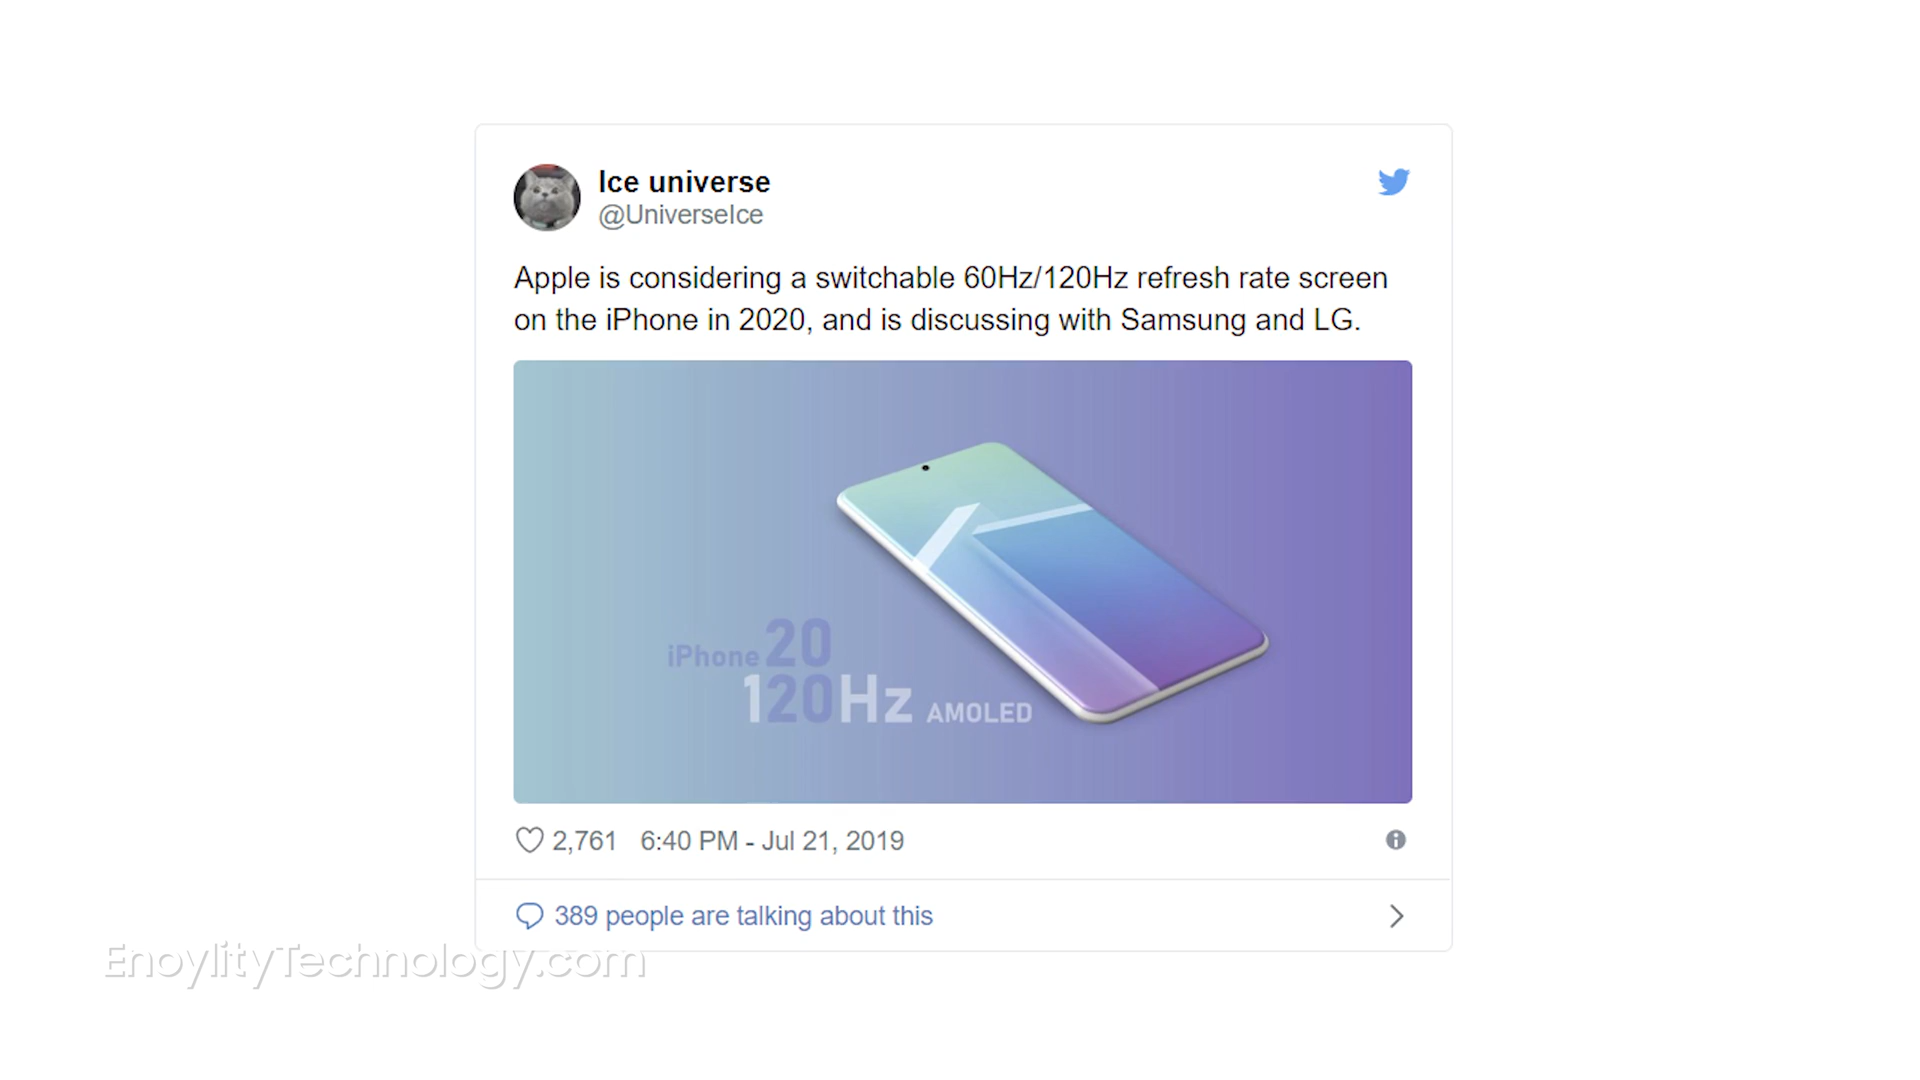 Ice universe
@UniverseIce
Apple is considering a switchable 60Hz/120Hz refresh rate screen
on the iPhone in 2020, and is discussing with Samsung and LG.
iPhone 20
120Hz AMOLED
2,761 6:40 PM - Jul 21, 2019
389 people are talking about this
EnoylityTechnology.com